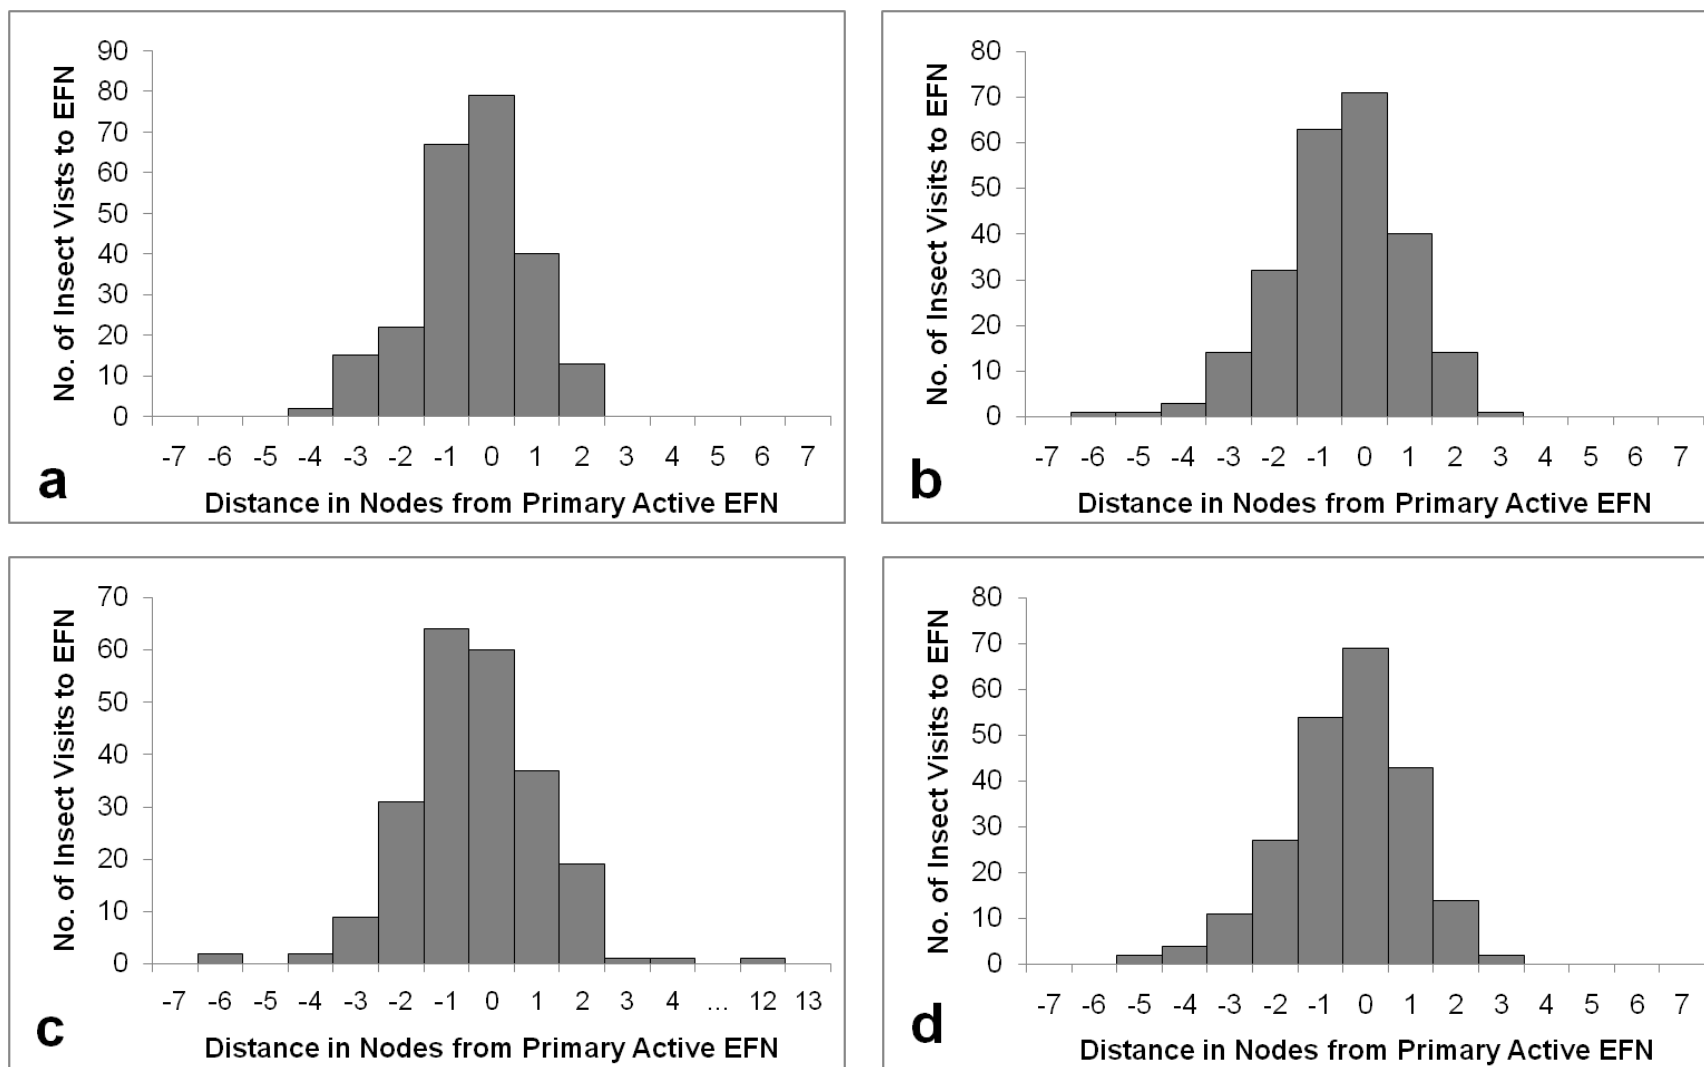 No. of Insect Vists to EFN
90
80
70
60
50
40
30
20
10
0
-7 -6 -5 -4 -3 -2 -1 0 1 2 3 4 5 6 7
a
Distance in Nodes from Primary Active EFN
No. of Insect Visits to EFN
80
70
60
50
40
30
20
10
0
-7 -6 -5 -4 -3 -2 -1 0 1 2 3 4 5 6 7
b
Distance in Nodes from Primary Active EFN
No. of Insect Visits to EFN
70
60
50
40
30
20
10
0
-7 -6 -5 -4 -3 -2 -1 0 1 2 3 4 ... 12 13
c
Distance in Nodes from Primary Active EFN
No. of Insect Visits to EFN
80
70
60
50
40
30
20
10
0
-7 -6 -5 -4 -3 -2 -1 0 1 2 3 4 5 6 7
d
Distance in Nodes from Primary Active EFN